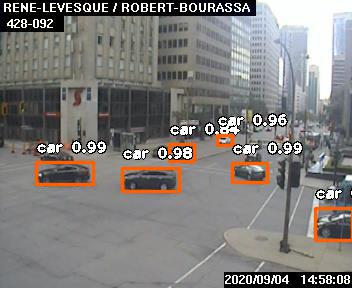 RENE-LEVESQUE / ROBERT-BOURASSA
428-092
car 0.96
car 0.84
car 0.99
car 0.98
car 0.99
car
2020/09/04 14:58:08